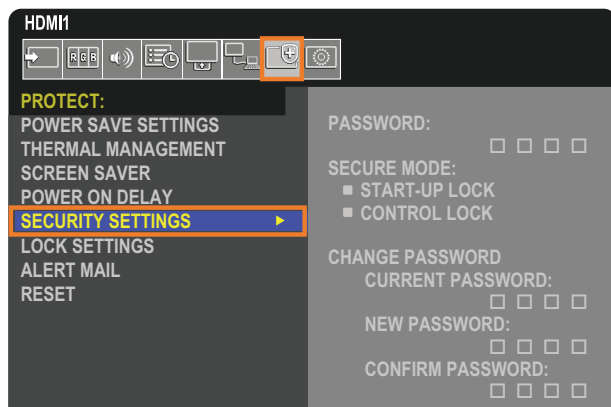 HDMI1
RGB
PROTECT:
POWER SAVE SETTINGS
THERMAL MANAGEMENT
SCREEN SAVER
POWER ON DELAY
SECURITY SETTINGS
LOCK SETTINGS
ALERT MAIL
RESET
PASSWORD:
SECURE MODE:
START-UP LOCK
CONTROL LOCK
CHANGE PASSWORD
CURRENT PASSWORD:
NEW PASSWORD:
CONFIRM PASSWORD: